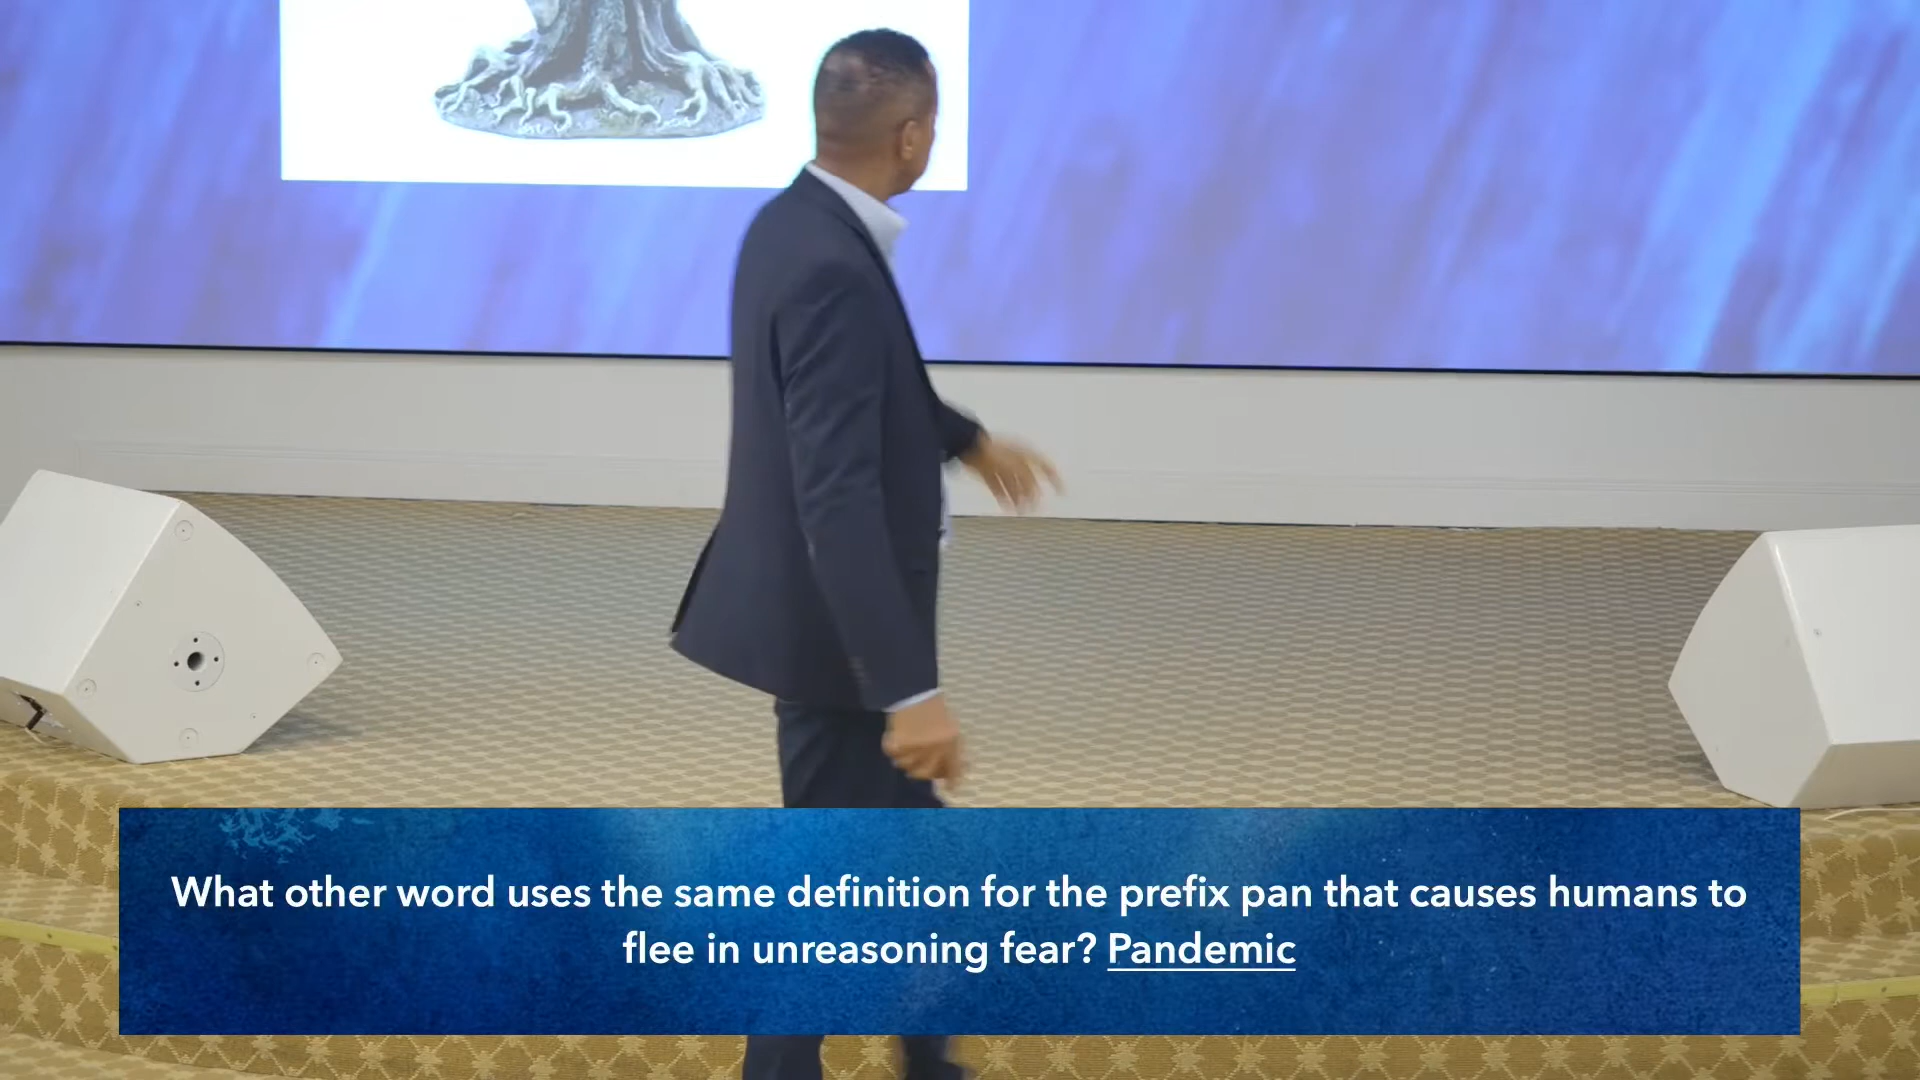 What other word uses the same definition for the prefix pan that causes humans to
flee in unreasoning fear? Pandemic